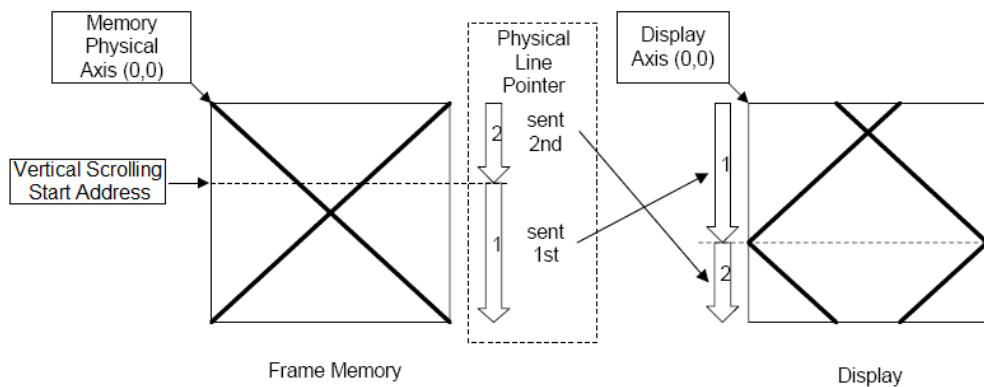 Memory
Physical
Axis (0,0)
Physical
Line
Pointer
Display
Axis (0,0)
Vertical Scrolling
Start Address
2
sent
2nd
1
sent
1st
1
2
Frame Memory
Display